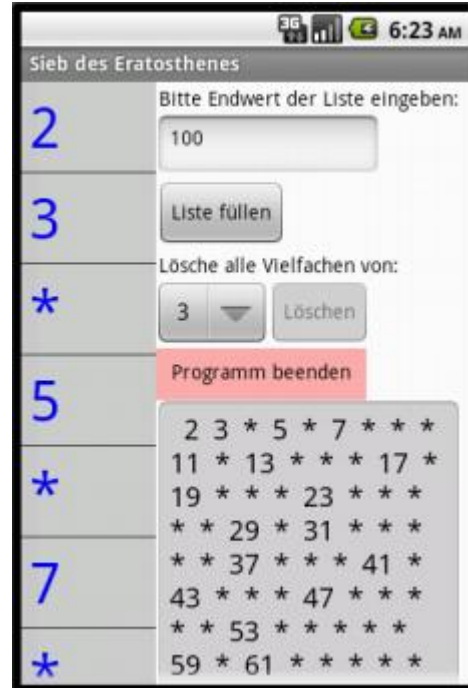 3G 6:23 AM
Sieb des Eratosthenes
2
3
*
5
*
7
*
Bitte Endwert der Liste eingeben:
100
Liste füllen
Lösche alle Vielfachen von:
3 Löschen
Programm beenden
2 3 * 5 * 7 * * *
11 * 13 * * * 17 *
19 * * * 23 * * *
* * 29 * 31 * * *
* * 37 * * * 41 *
43 * * * 47 * * *
* * 53 * * * * *
59 * 61 * * * * *